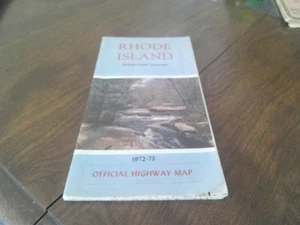 RHODE
ISLAND
1972-73
OFFICIAL HIGHWAY MAP